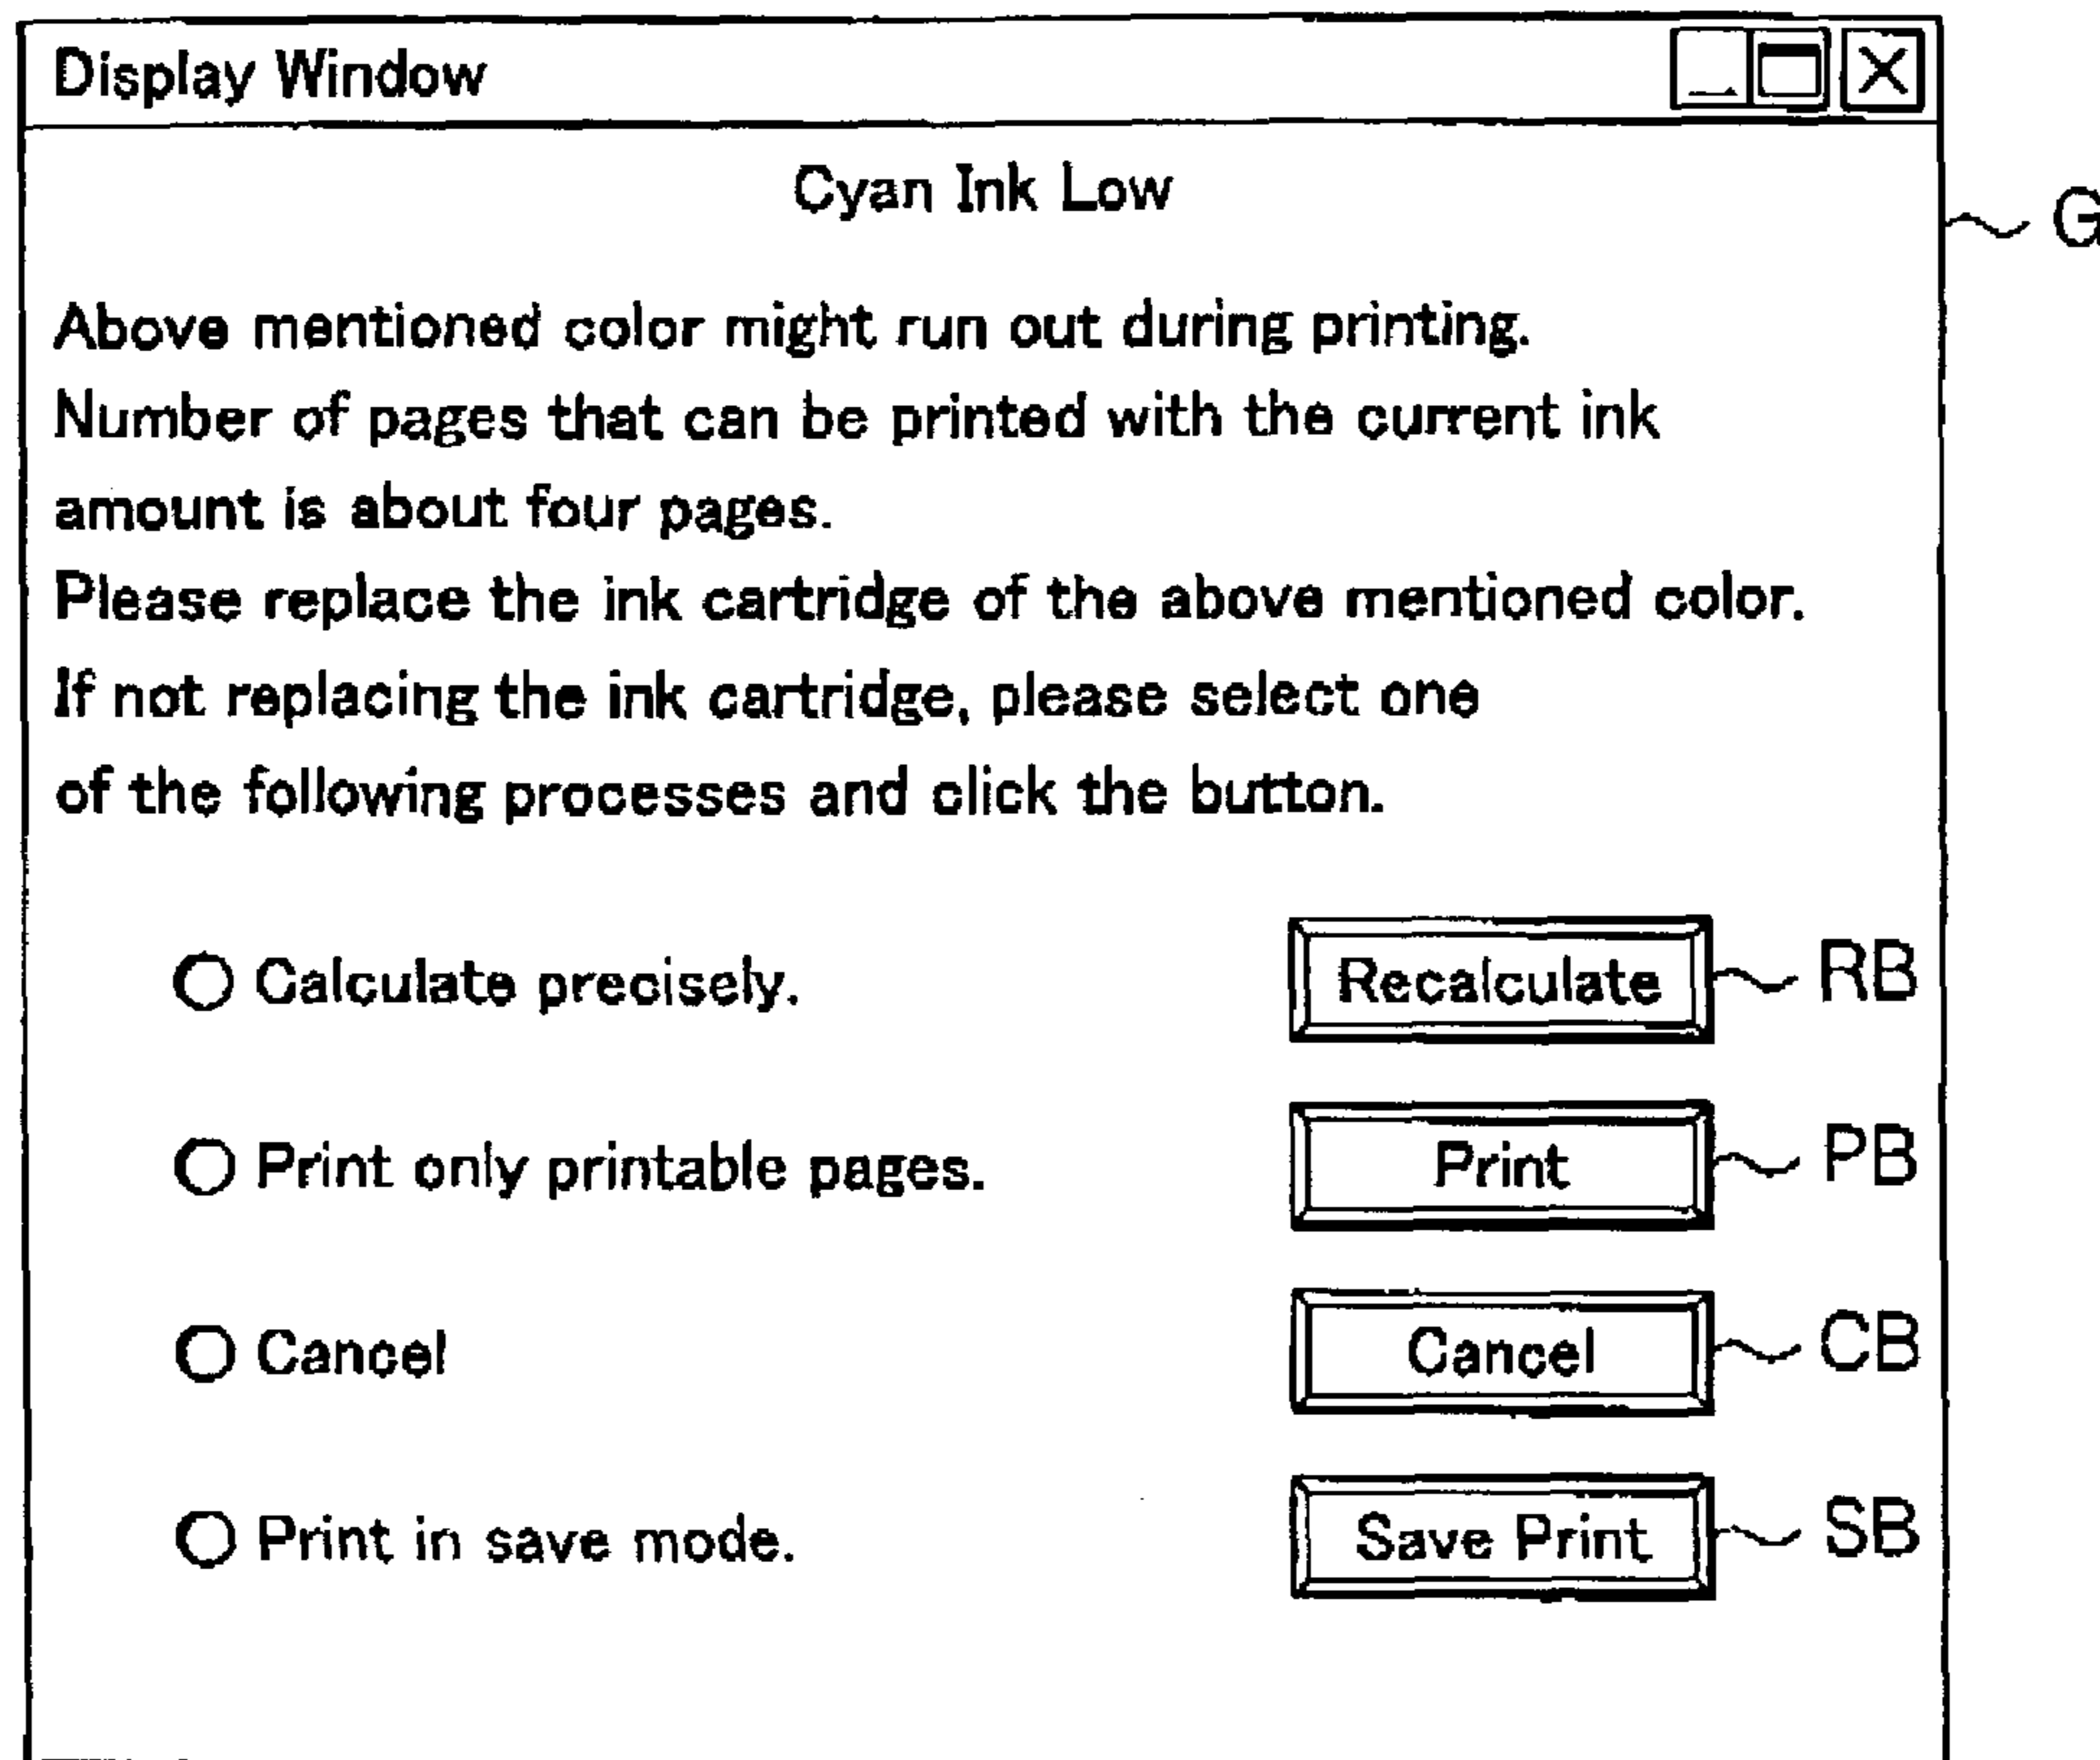 Display Window
Cyan Ink Low
G
Above mentioned color might run out during printing.
Number of pages that can be printed with the current ink
amount is about four pages.
Please replace the ink cartridge of the above mentioned color.
If not replacing the ink cartridge, please select one
of the following processes and click the button.
Calculate precisely. Recalculate RB
Print only printable pages. Print PB
Cancel Cancel CB
Print in save mode. Save Print SB